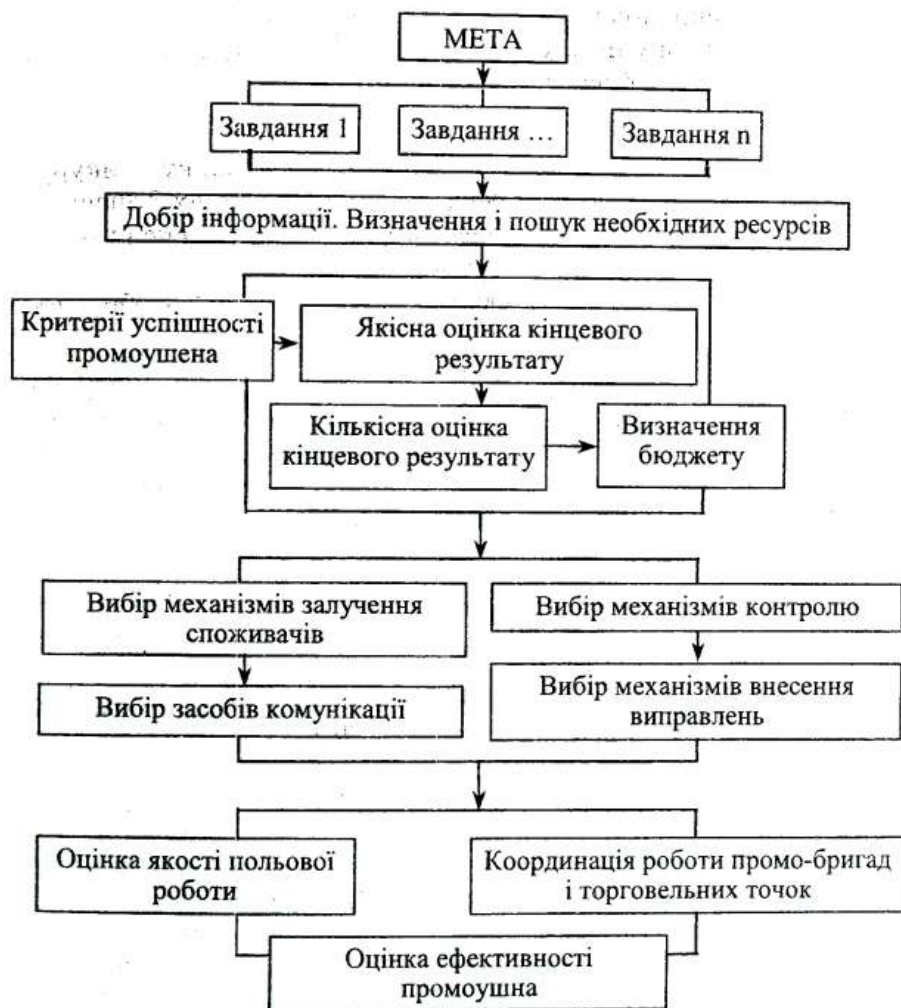 МЕТА
Завдання 1
Завдання ...
Завдання n
Добір інформації. Визначення і пошук необхідних ресурсів
Критерії успішності
промоушена
Якісна оцінка кінцевого
результату
Кількісна оцінка
кінцевого результату
Визначення
бюджету
Вибір механізмів залучення
споживачів
Вибір механізмів контролю
Вибір засобів комунікації
Вибір механізмів внесення
виправлень
Оцінка якості польової
роботи
Координація роботи промо-бригад
і торговельних точок
Оцінка ефективності
промоушна